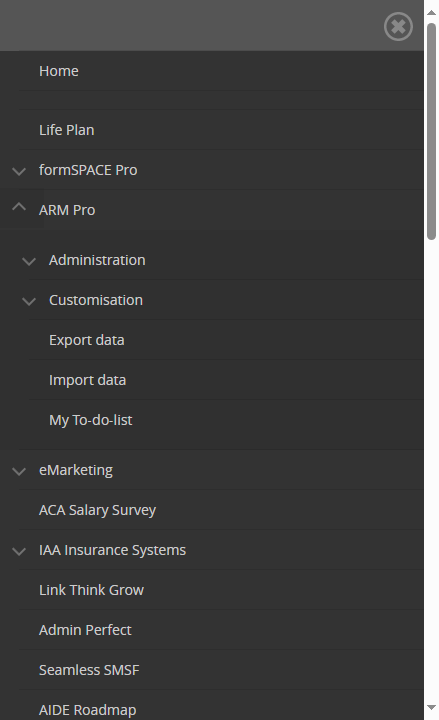 Home
Life Plan
formSPACE Pro
ARM Pro
Administration
Customisation
Export data
Import data
My To-do-list
eMarketing
ACA Salary Survey
IAA Insurance Systems
Link Think Grow
Admin Perfect
Seamless SMSF
AIDE Roadmap